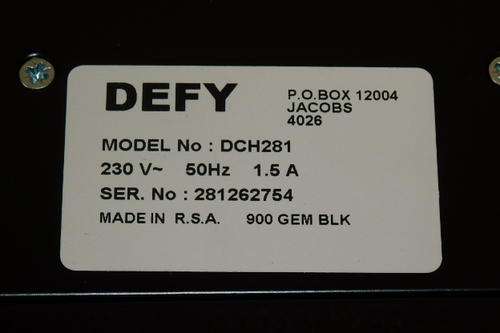 DEFY
P.O.BOX 12004
JACOBS
4026
MODEL No : DCH281
230 V~ 50Hz 1.5 A
SER. No : 281262754
MADE IN R.S.A. 900 GEM BLK